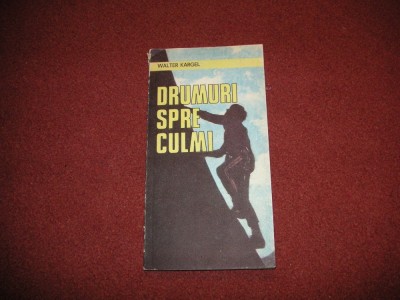 WALTER KARGEL
DRUMURI
SPRE
CULMI